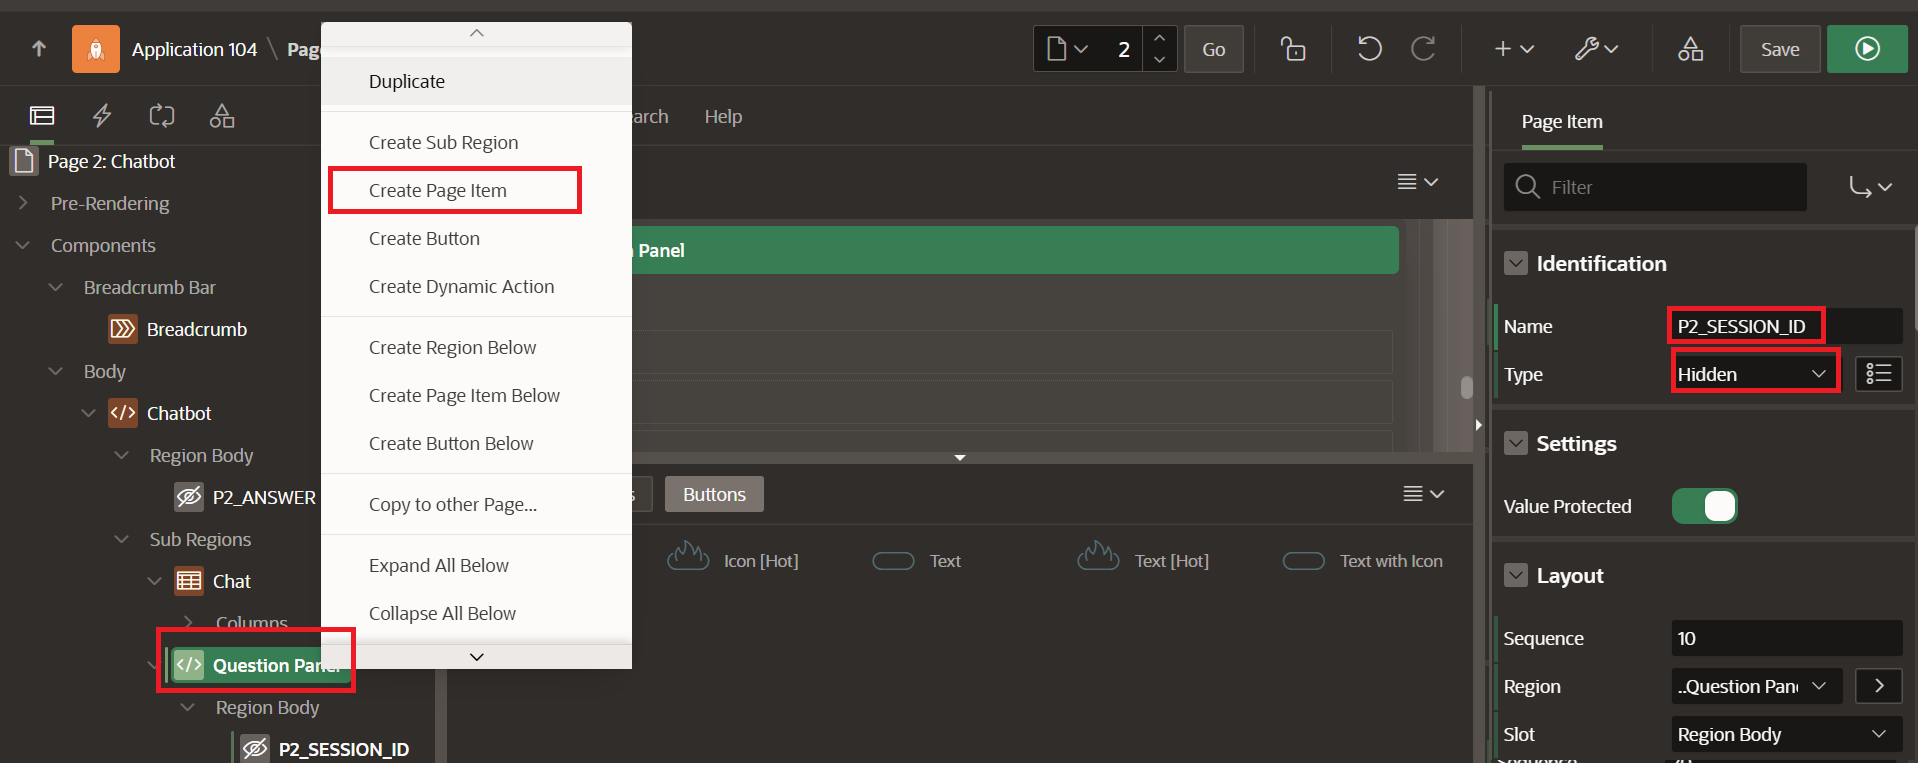 Application 104 \ Pag
2
Go
Save
Duplicate
Create Sub Region
Create Page Item
Create Button
Create Dynamic Action
Create Region Below
Create Page Item Below
Create Button Below
Copy to other Page...
Expand All Below
Collapse All Below
Page 2: Chatbot
Pre-Rendering
Components
Breadcrumb Bar
Breadcrumb
Body
Chatbot
Region Body
P2_ANSWER
Sub Regions
Chat
Columns
Question Panel
Region Body
P2_SESSION_ID
arch
Help
Panel
s
Buttons
Icon [Hot]
Text
Text [Hot]
Text with Icon
Page Item
Filter
Identification
Name
P2_SESSION_ID
Type
Hidden
Settings
Value Protected
Layout
Sequence
10
Region
..Question Pan
Slot
Region Body
Sequence